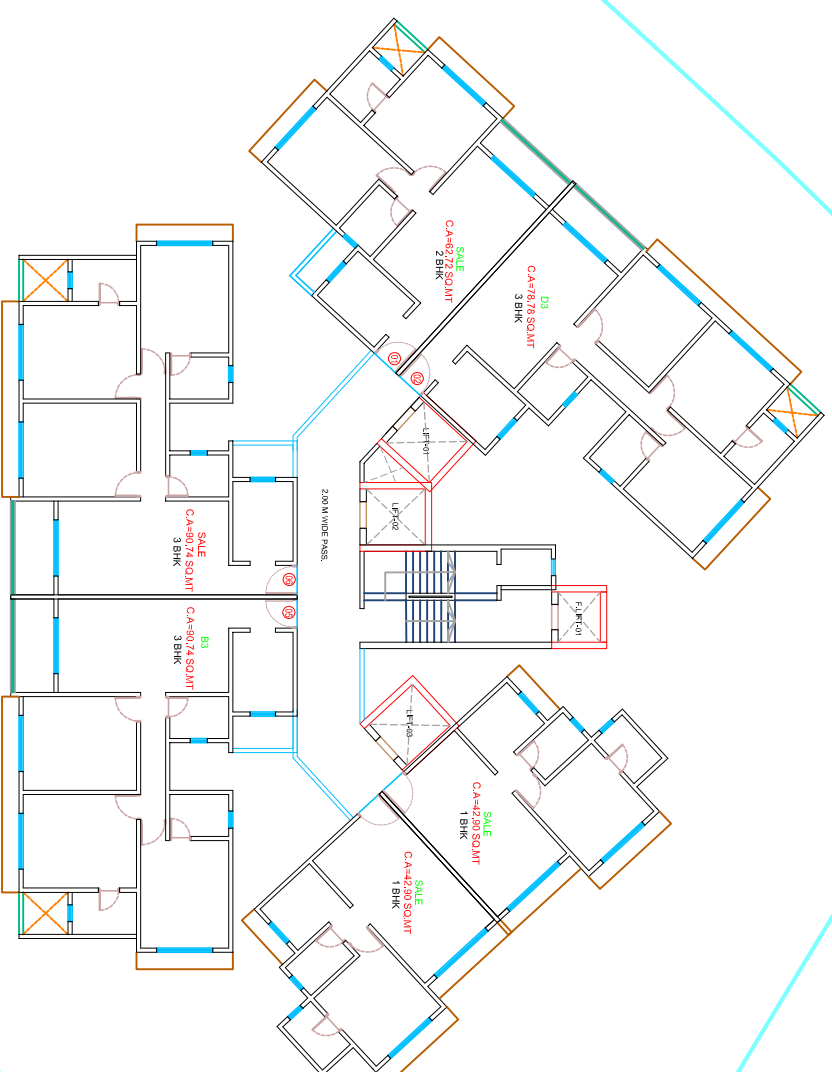 SALE
C.A=62.72 SQ.MT
2 BHK
D3
C.A=78.78 SQ.MT
3 BHK
01
02
LIFT-01
LIFT-02
2.00 M WIDE PASS.
SALE
C.A=90.74 SQ.MT
3 BHK
06
05
B3
C.A=90.74 SQ.MT
3 BHK
F.LIFT-01
LIFT-03
SALE
C.A=42.90 SQ.MT
1 BHK
SALE
C.A=42.90 SQ.MT
1 BHK